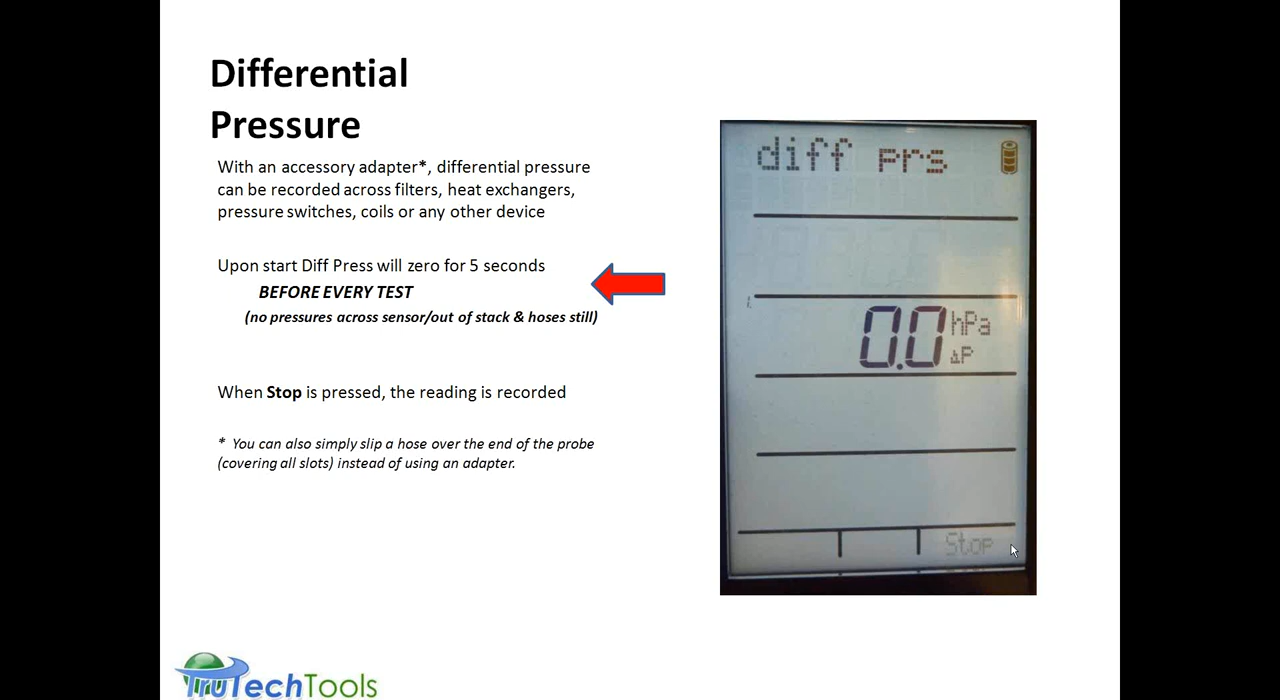 Differential
Pressure
With an accessory adapter*, differential pressure
can be recorded across filters, heat exchangers,
pressure switches, coils or any other device
Upon start Diff Press will zero for 5 seconds
BEFORE EVERY TEST
(no pressures across sensor/out of stack & hoses still)
When Stop is pressed, the reading is recorded
* You can also simply slip a hose over the end of the probe
(covering all slots) instead of using an adapter.
diff prs
0.0 hPa
ΔP
Stop
TruTechTools